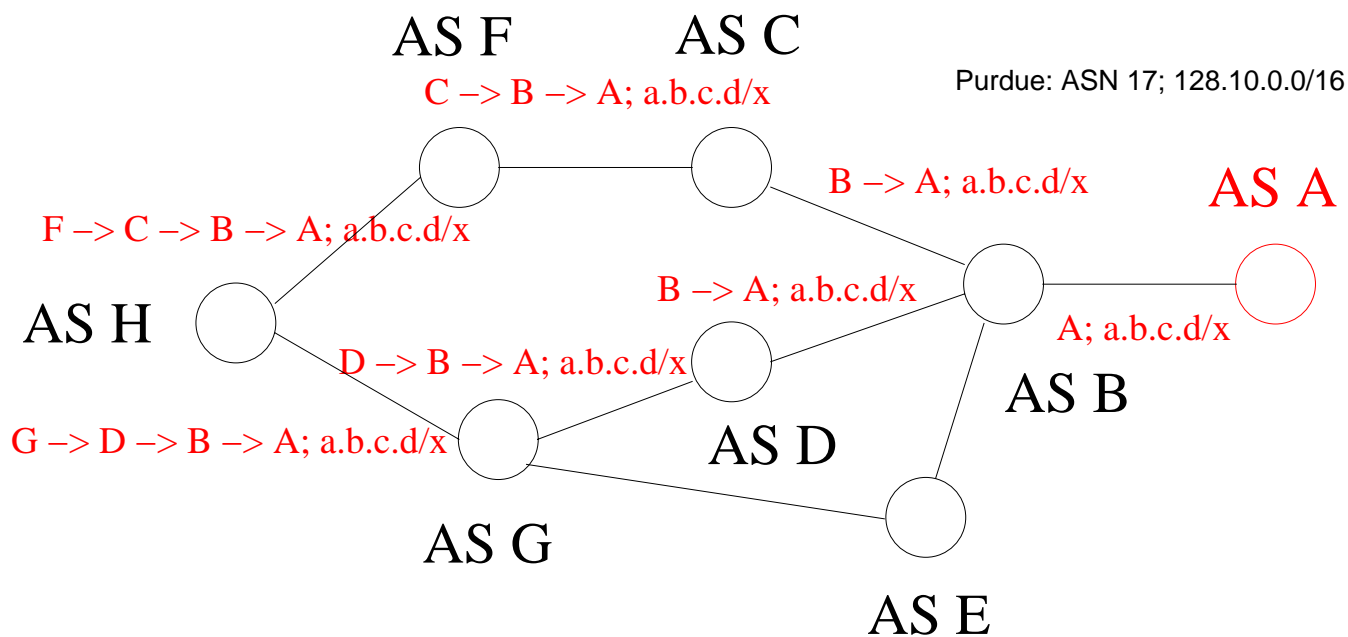 AS F
AS C
C −> B −> A; a.b.c.d/x
Purdue: ASN 17; 128.10.0.0/16
B −> A; a.b.c.d/x
AS A
F −> C −> B −> A; a.b.c.d/x
B −> A; a.b.c.d/x
AS H
A; a.b.c.d/x
D −> B −> A; a.b.c.d/x
AS B
G −> D −> B −> A; a.b.c.d/x
AS D
AS G
AS E